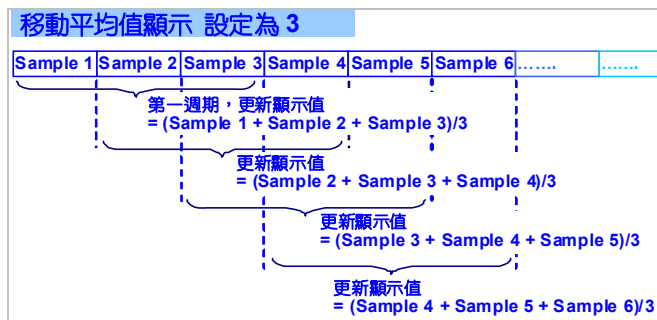 移動平均值顯示 設定為 3
Sample 1 Sample 2 Sample 3 Sample 4 Sample 5 Sample 6 ……. …….
第一週期，更新顯示值
= (Sample 1 + Sample 2 + Sample 3)/3
更新顯示值
= (Sample 2 + Sample 3 + Sample 4)/3
更新顯示值
= (Sample 3 + Sample 4 + Sample 5)/3
更新顯示值
= (Sample 4 + Sample 5 + Sample 6)/3